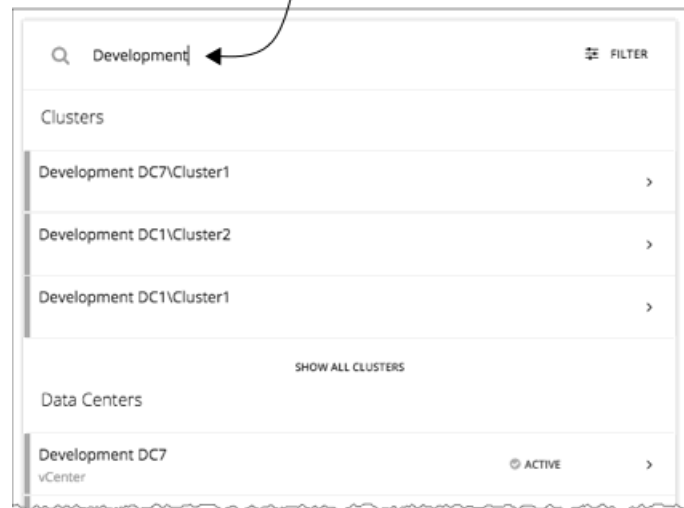 Development
FILTER
Clusters
Development DC7\Cluster1
Development DC1\Cluster2
Development DC1\Cluster1
SHOW ALL CLUSTERS
Data Centers
Development DC7
vCenter
ACTIVE